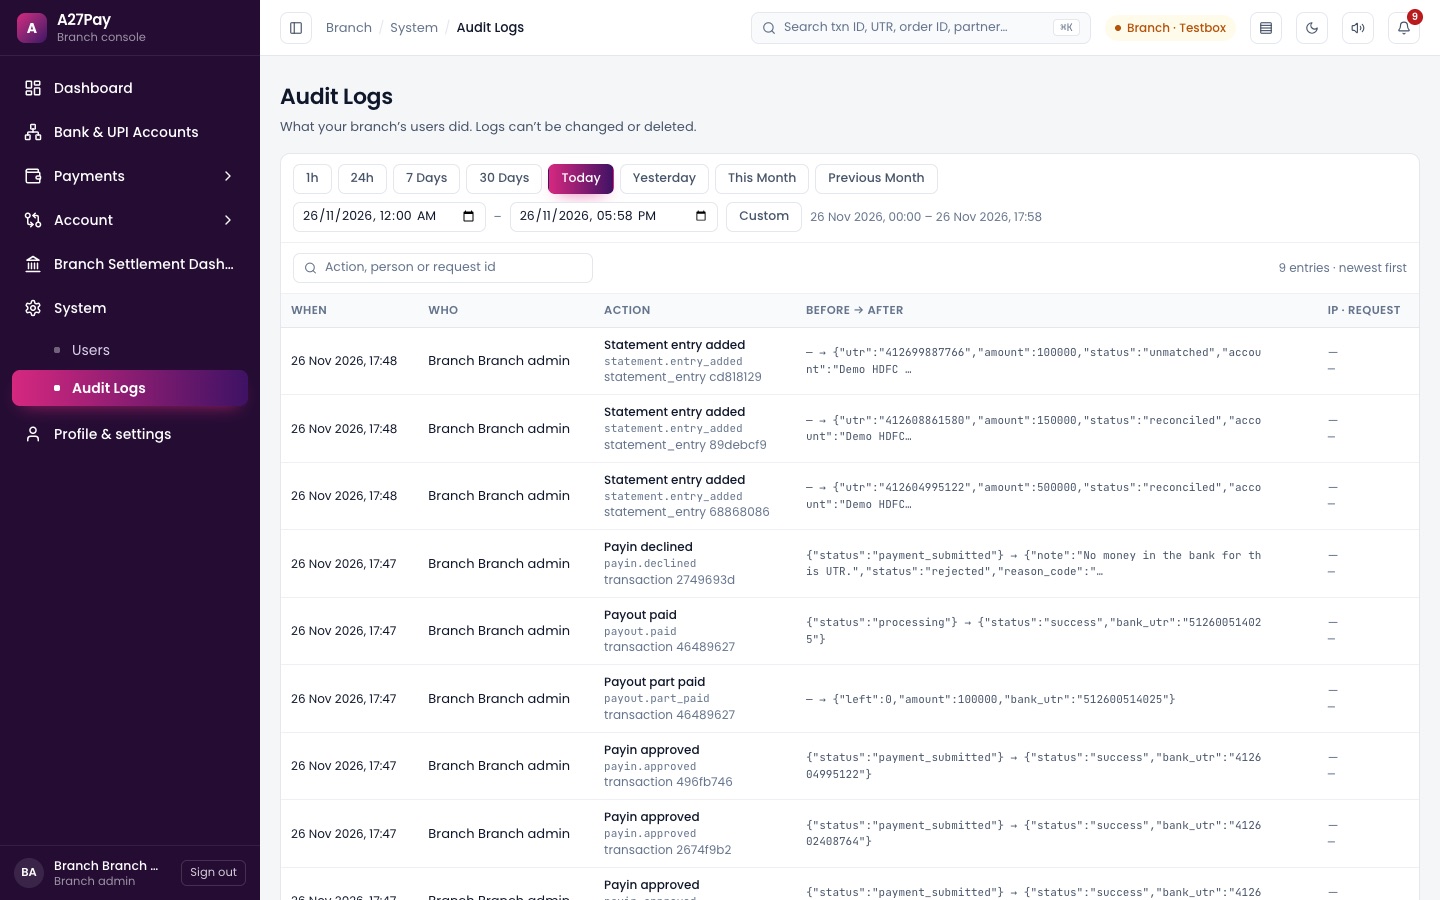 A
A27Pay
Branch console
Branch / System / Audit Logs
Search txn ID, UTR, order ID, partner…
⌘K
Branch · Testbox
9
Dashboard
Bank & UPI Accounts
Payments
Account
Branch Settlement Dash…
System
Users
Audit Logs
Profile & settings
BA
Branch Branch …
Branch admin
Sign out
Audit Logs
What your branch’s users did. Logs can’t be changed or deleted.
1h 24h 7 Days 30 Days Today Yesterday This Month Previous Month
26/11/2026, 12:00 AM – 26/11/2026, 05:58 PM Custom 26 Nov 2026, 00:00 – 26 Nov 2026, 17:58
Action, person or request id
9 entries · newest first
WHEN WHO ACTION BEFORE → AFTER IP · REQUEST
26 Nov 2026, 17:48
Branch Branch admin
Statement entry added
statement.entry_added
statement_entry cd818129
— → {"utr":"412699887766","amount":100000,"status":"unmatched","accou
nt":"Demo HDFC …
—
—
26 Nov 2026, 17:48
Branch Branch admin
Statement entry added
statement.entry_added
statement_entry 89debcf9
— → {"utr":"412608861580","amount":150000,"status":"reconciled","acco
unt":"Demo HDFC…
—
—
26 Nov 2026, 17:48
Branch Branch admin
Statement entry added
statement.entry_added
statement_entry 68868086
— → {"utr":"412604995122","amount":500000,"status":"reconciled","acco
unt":"Demo HDFC…
—
—
26 Nov 2026, 17:47
Branch Branch admin
Payin declined
payin.declined
transaction 2749693d
{"status":"payment_submitted"} → {"note":"No money in the bank for th
is UTR.","status":"rejected","reason_code":"…
—
—
26 Nov 2026, 17:47
Branch Branch admin
Payout paid
payout.paid
transaction 46489627
{"status":"processing"} → {"status":"success","bank_utr":"51260051402
5"}
—
—
26 Nov 2026, 17:47
Branch Branch admin
Payout part paid
payout.part_paid
transaction 46489627
— → {"left":0,"amount":100000,"bank_utr":"512600514025"}
—
—
26 Nov 2026, 17:47
Branch Branch admin
Payin approved
payin.approved
transaction 496fb746
{"status":"payment_submitted"} → {"status":"success","bank_utr":"4126
04995122"}
—
—
26 Nov 2026, 17:47
Branch Branch admin
Payin approved
payin.approved
transaction 2674f9b2
{"status":"payment_submitted"} → {"status":"success","bank_utr":"4126
02408764"}
—
—
26 Nov 2026, 17:47
Branch Branch admin
Payin approved
payin.approved
{"status":"payment_submitted"} → {"status":"success","bank_utr":"4126
—